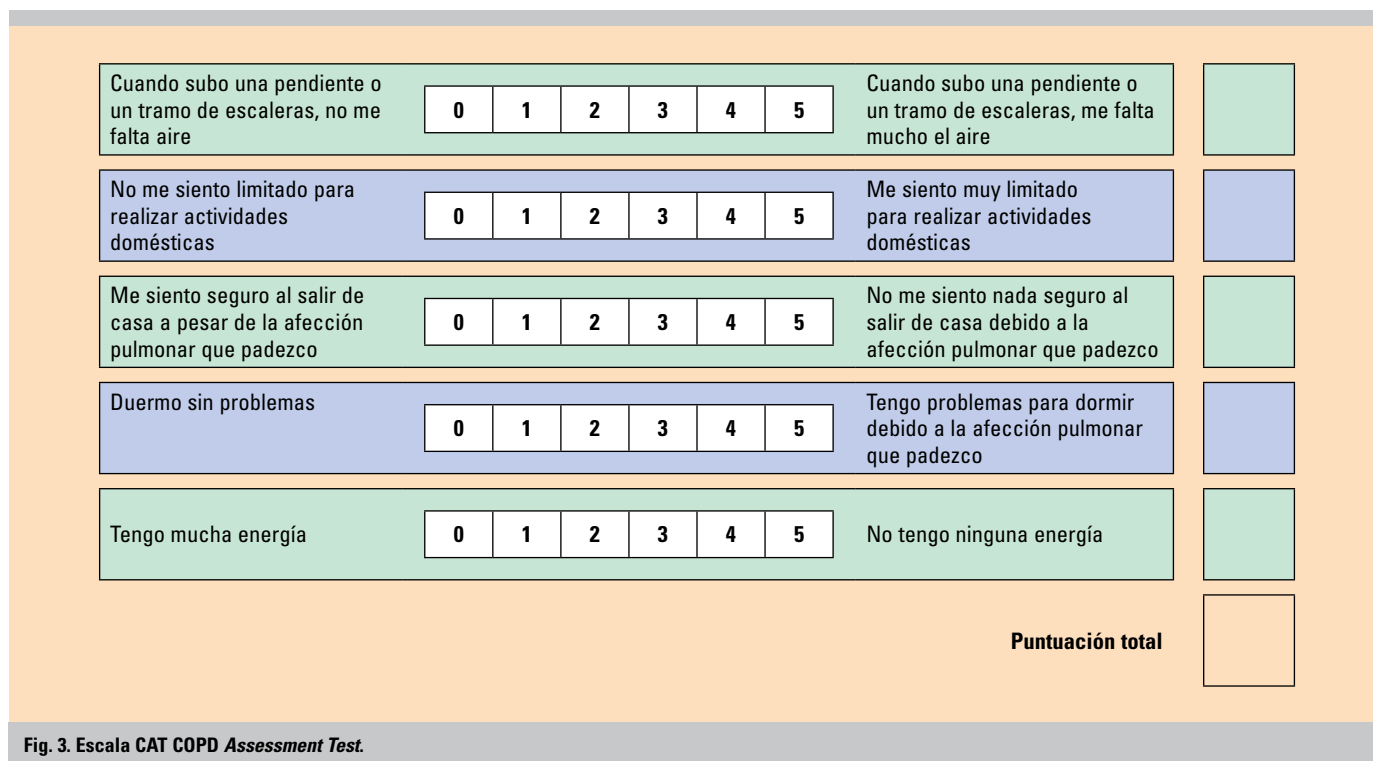 Cuando subo una pendiente o
un tramo de escaleras, no me
falta aire
0 1 2 3 4 5
Cuando subo una pendiente o
un tramo de escaleras, me falta
mucho el aire
No me siento limitado para
realizar actividades
domésticas
0 1 2 3 4 5
Me siento muy limitado
para realizar actividades
domésticas
Me siento seguro al salir de
casa a pesar de la afección
pulmonar que padezco
0 1 2 3 4 5
No me siento nada seguro al
salir de casa debido a la
afección pulmonar que padezco
Duermo sin problemas
0 1 2 3 4 5
Tengo problemas para dormir
debido a la afección pulmonar
que padezco
Tengo mucha energía
0 1 2 3 4 5
No tengo ninguna energía
Puntuación total
Fig. 3. Escala CAT COPD Assessment Test.